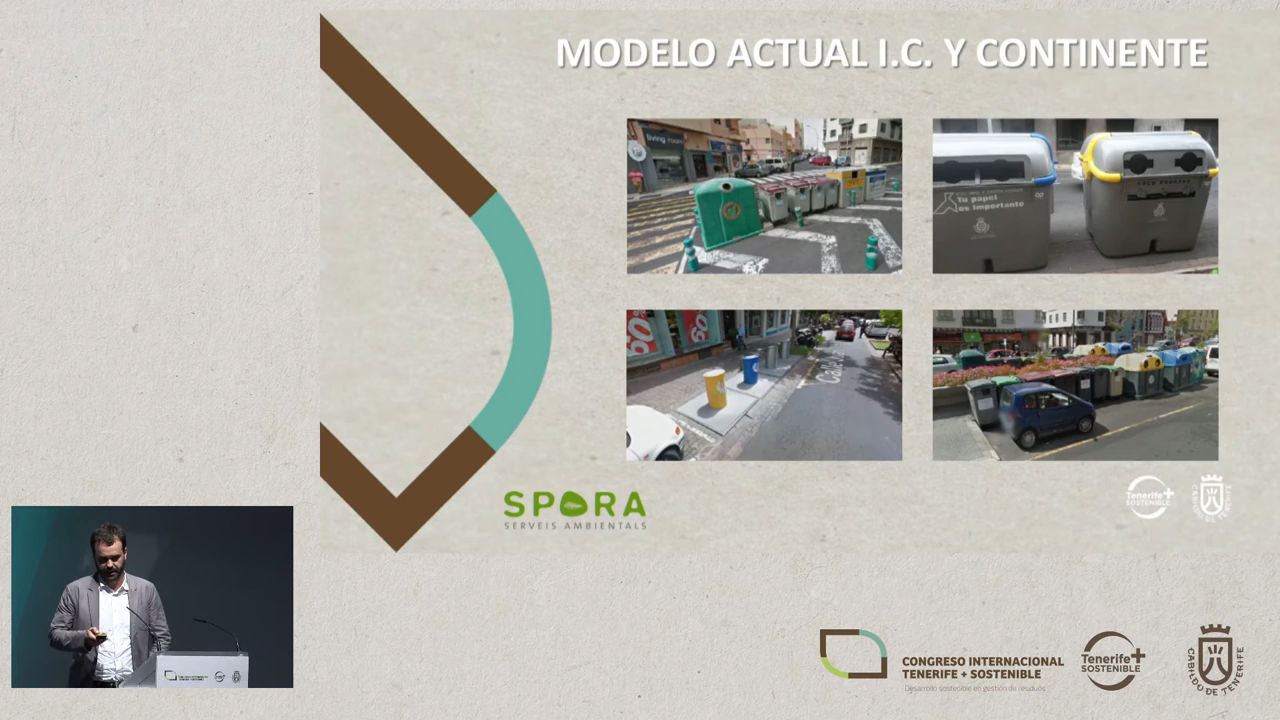 MODELO ACTUAL I.C. Y CONTINENTE
living room
Tu papel
es importante
SPORA
SERVEIS AMBIENTALS
Tenerife+
SOSTENIBLE
CABILDO DE TENERIFE
CONGRESO INTERNACIONAL
TENERIFE + SOSTENIBLE
Desarrollo sostenible en gestión de residuos
Tenerife+
SOSTENIBLE
CABILDO DE TENERIFE